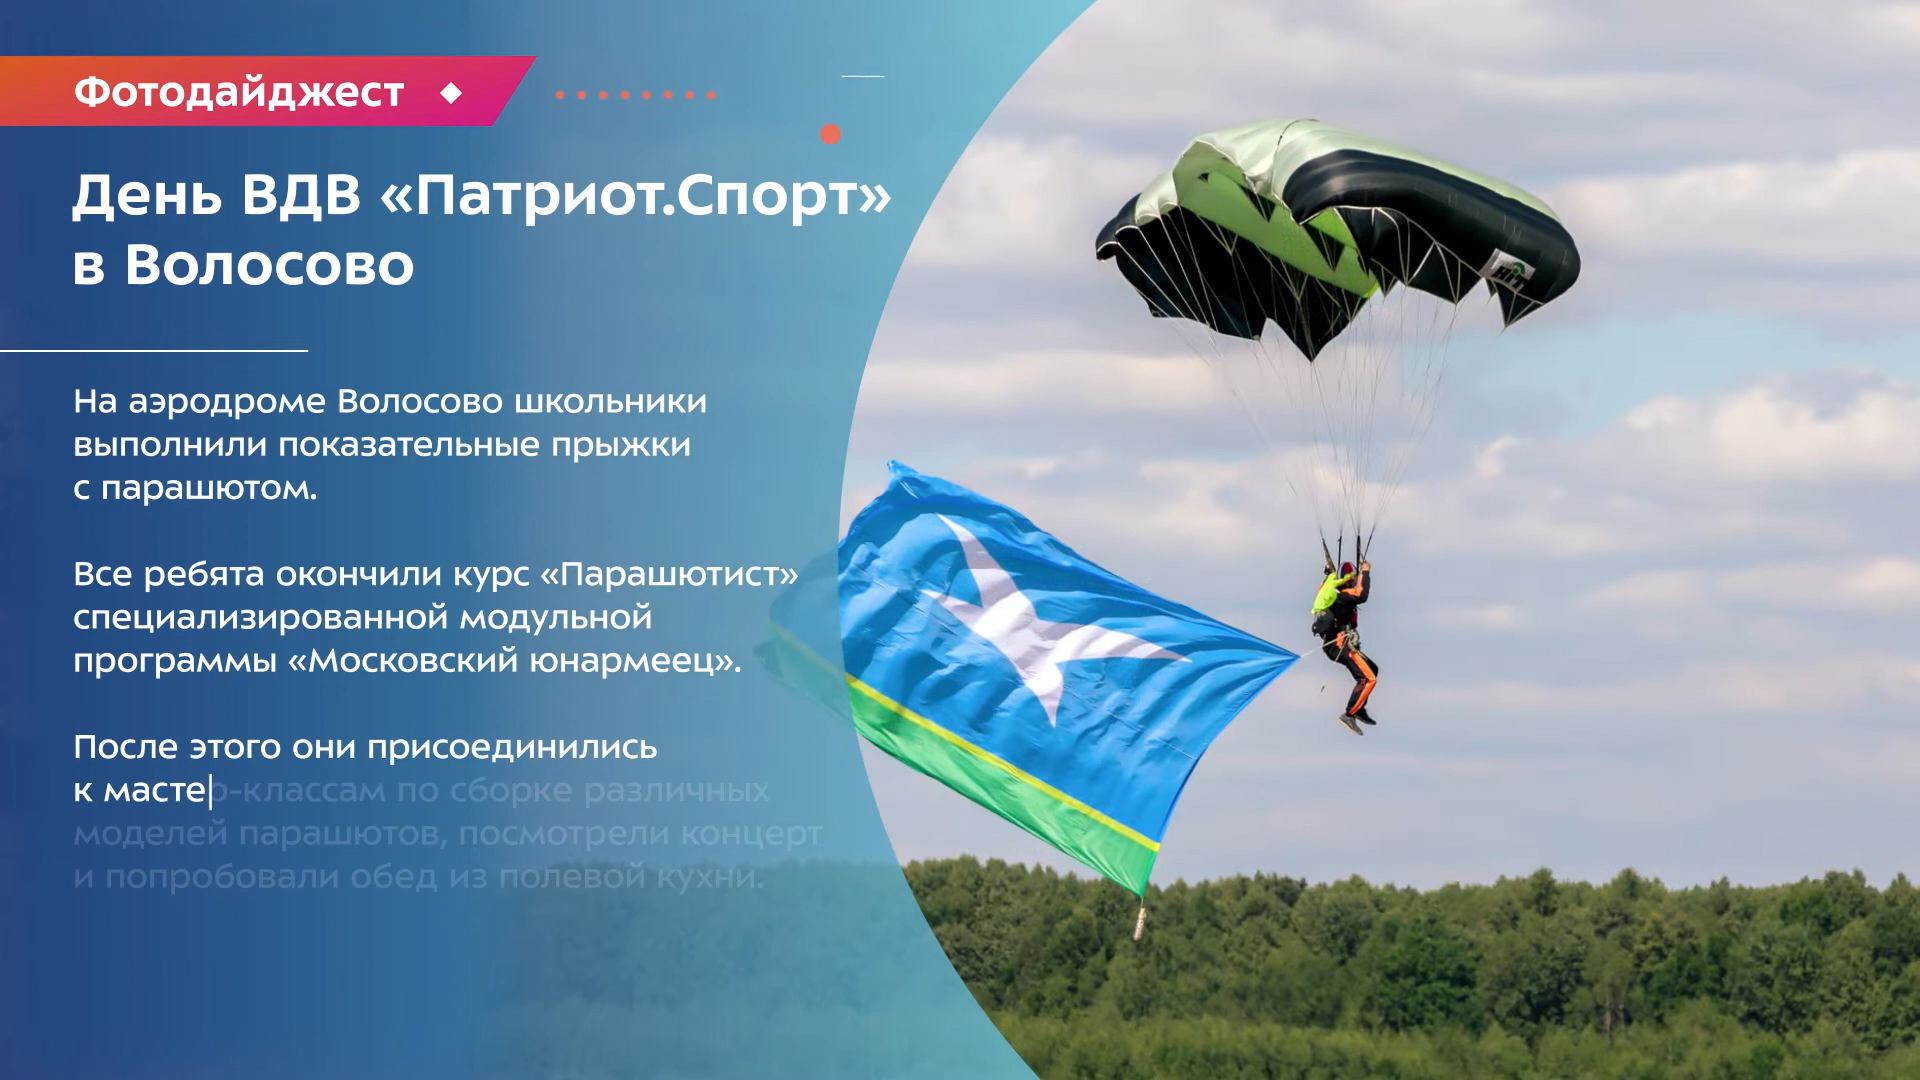 Фотодайджест
День ВДВ «Патриот.Спорт»
в Волосово
На аэродроме Волосово школьники
выполнили показательные прыжки
с парашютом.
Все ребята окончили курс «Парашютист»
специализированной модульной
программы «Московский юнармеец».
После этого они присоединились
к масте|р-классам по сборке различных
моделей парашютов, посмотрели концерт
и попробовали обед из полевой кухни.